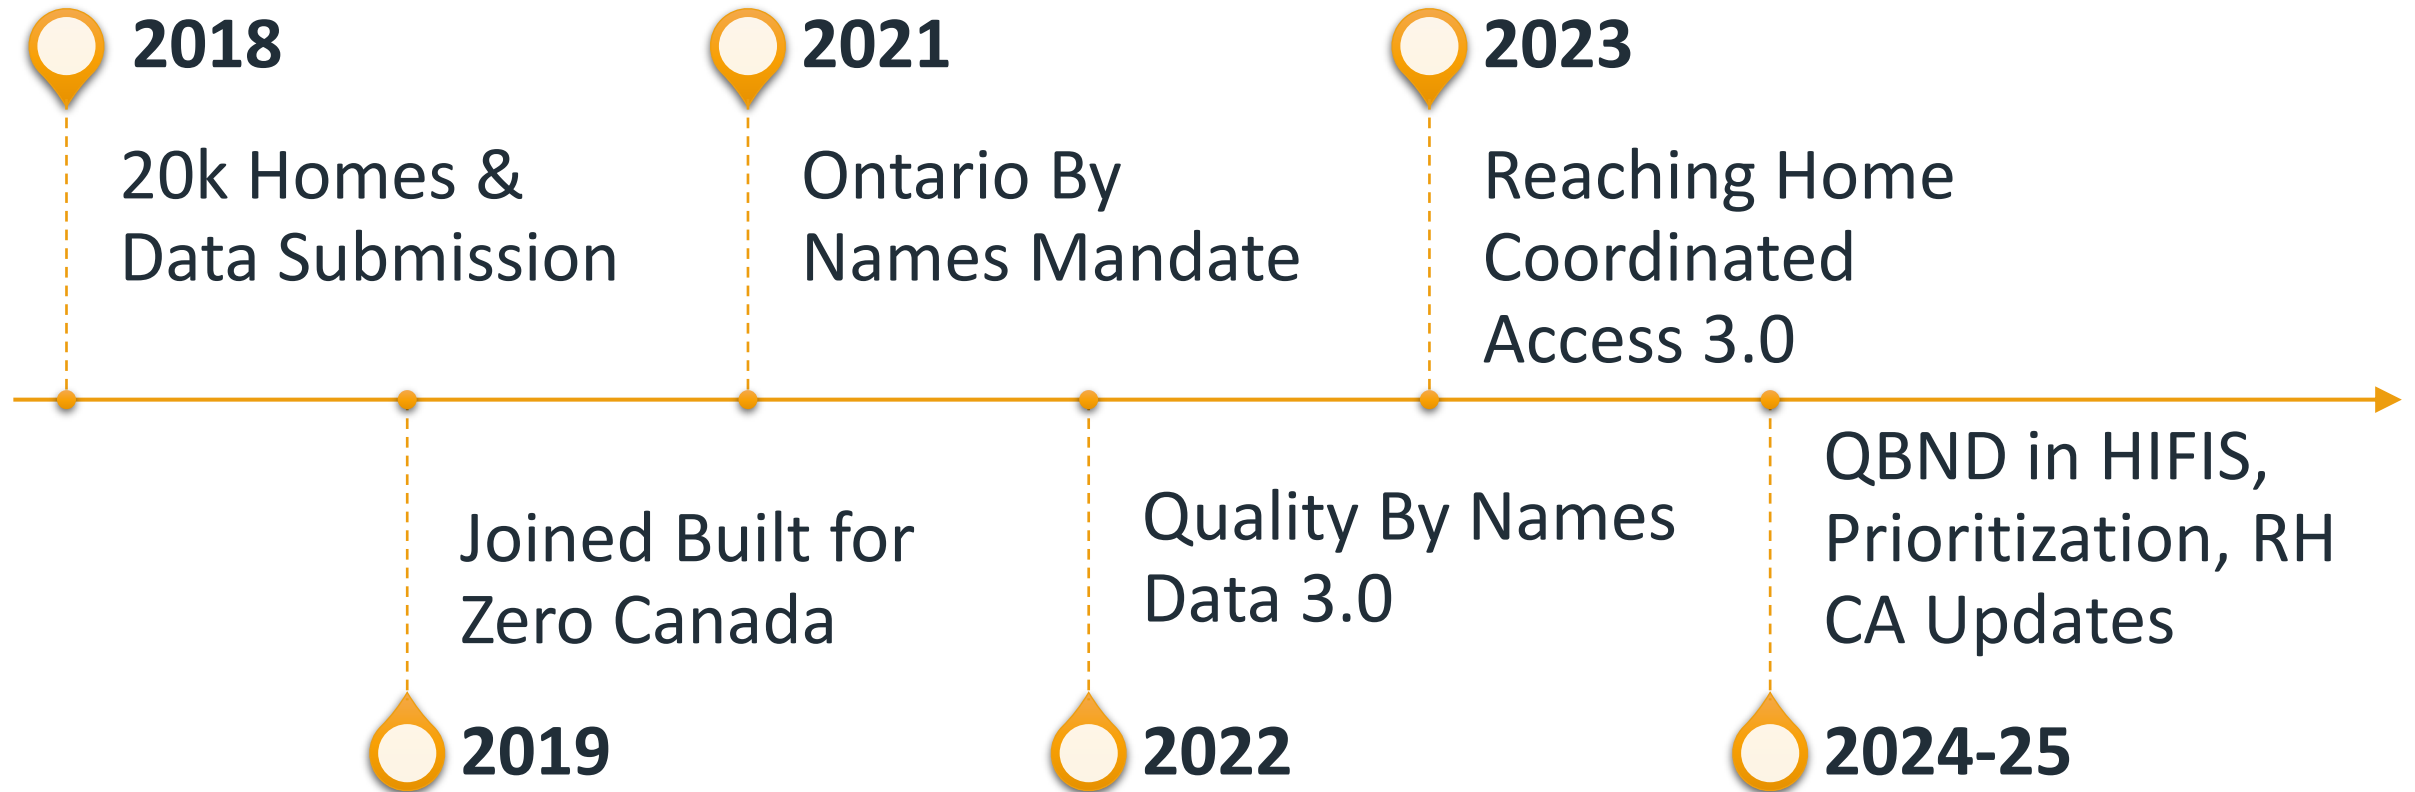 2018
20k Homes &
Data Submission
2021
Ontario By
Names Mandate
2023
Reaching Home
Coordinated
Access 3.0
Joined Built for
Zero Canada
2019
Quality By Names
Data 3.0
2022
QBND in HIFIS,
Prioritization, RH
CA Updates
2024-25